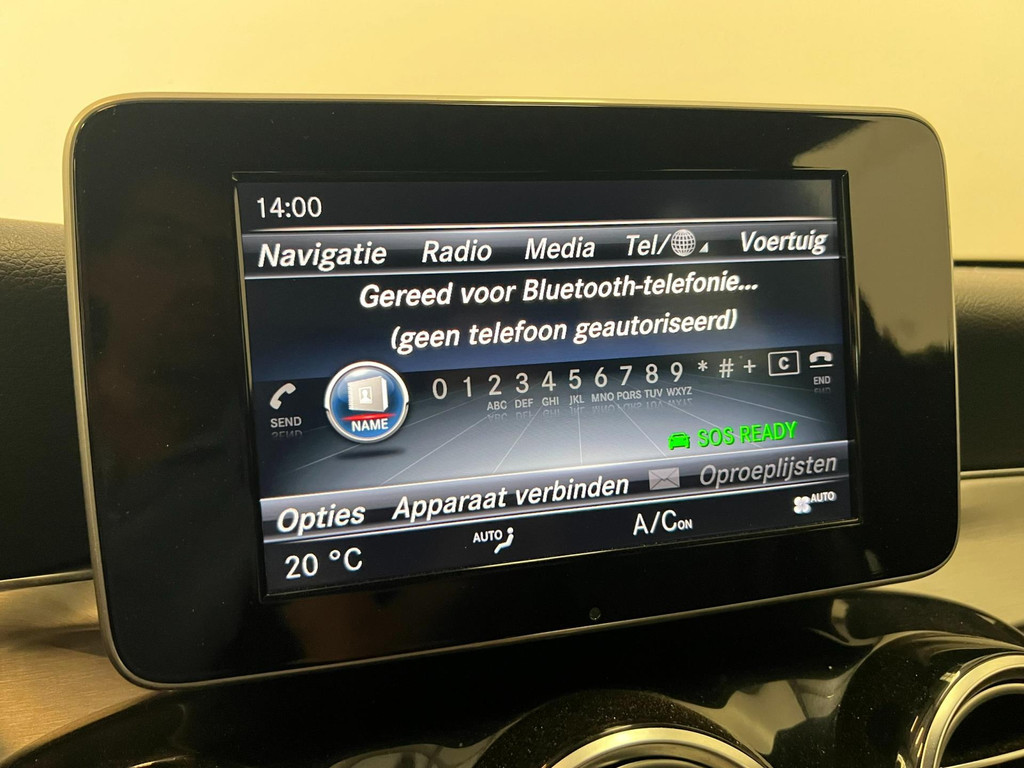 14:00
Navigatie Radio Media Tel/ Voertuig
Gereed voor Bluetooth-telefonie...
(geen telefoon geautoriseerd)
SEND NAME 0 1 2 3 4 5 6 7 8 9 * # + C END
ABC DEF GHI JKL MNO PQRS TUV WXYZ
SOS READY
Opties Apparaat verbinden Oproeplijsten
20 °C AUTO A/C ON AUTO